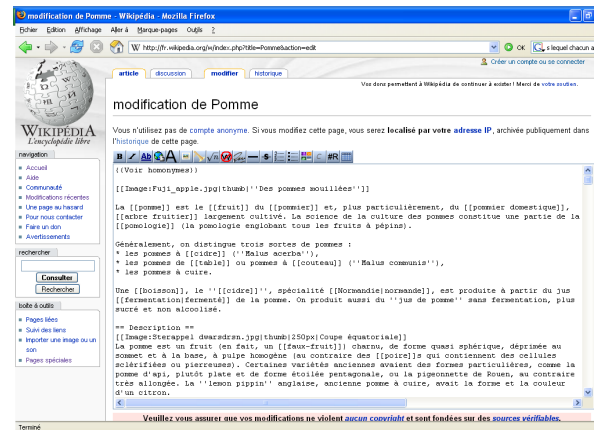 modification de Pomme - Wikipédia - Mozilla Firefox
Fichier Edition Affichage Aller à Marque-pages Outils ?
http://fr.wikipedia.org/w/index.php?title=Pomme&action=edit OK s lequel chacun a
Créer un compte ou se connecter
article discussion modifier historique
Vos dons permettent à Wikipédia de continuer à exister ! Merci de votre soutien.
modification de Pomme
WIKIPÉDIA
L'encyclopédie libre
Vous n'utilisez pas de compte anonyme. Si vous modifiez cette page, vous serez localisé par votre adresse IP, archivée publiquement dans
l'historique de cette page.
navigation
Accueil
Aide
Communauté
Modifications récentes
Une page au hasard
Pour nous contacter
Faire un don
Avertissements
rechercher
Consulter
Rechercher
boîte à outils
Pages liées
Suivi des liens
Importer une image ou un
son
Pages spéciales
#R
{{Voir homonymes}}
[[Image:Fuji_apple.jpg|thumb|''Des pommes mouillées'']]
La [[pomme]] est le [[fruit]] du [[pommier]] et, plus particulièrement, du [[pommier domestique]],
[[arbre fruitier]] largement cultivé. La science de la culture des pommes constitue une partie de la
[[pomologie]] (la pomologie englobant tous les fruits à pépins).
Généralement, on distingue trois sortes de pommes :
* les pommes à [[cidre]] (''Malus acerba''),
* les pommes de [[table]] ou pommes à [[couteau]] (''Malus communis''),
* les pommes à cuire.
Une [[boisson]], le ''[[cidre]]'', spécialité [[Normandie|normande]], est produite à partir du jus
[[fermentation|fermenté]] de la pomme. On produit aussi du ''jus de pomme'' sans fermentation, plus
sucré et non alcoolisé.
== Description ==
[[Image:Sterappel dwarsdrsn.jpg|thumb|250px|Coupe équatoriale]]
La pomme est un fruit (en fait, un [[faux-fruit]]) charnu, de forme quasi sphérique, déprimée au
sommet et à la base, à pulpe homogène (au contraire des [[poire]]s qui contiennent des cellules
sclérifiées ou pierreuses). Certaines variétés anciennes avaient des formes particulières, comme la
pomme d'api, plutôt plate et de forme étoilée pentagonale, ou la pigeonnette de Rouen, au contraire
très allongée. La ''lemon pippin'' anglaise, ancienne pomme à cuire, avait la forme et la couleur
d'un citron.
Veuillez vous assurer que vos modifications ne violent aucun copyright et sont fondées sur des sources vérifiables.
Terminé